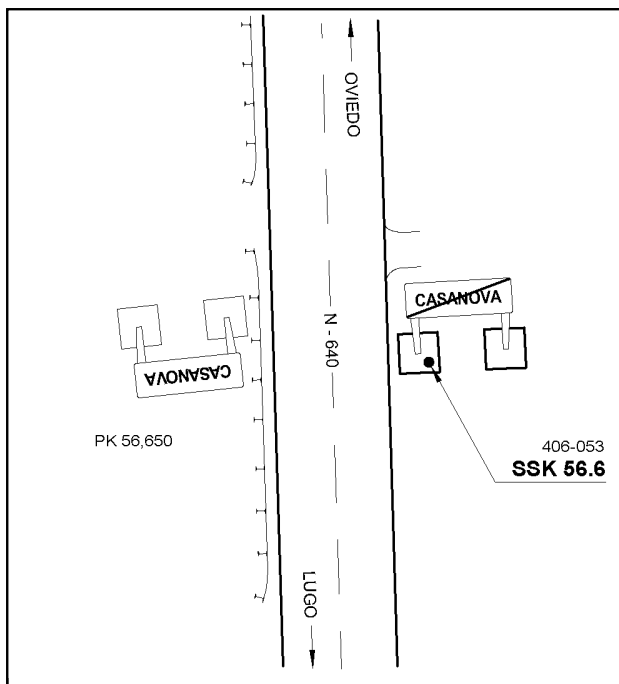 OVIEDO
CASANOVA
N - 640
CASANOVA
PK 56,650
406-053
SSK 56.6
LUGO